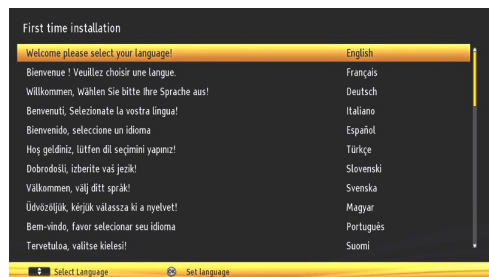 First time installation
Welcome please select your language! English
Bienvenue ! Veuillez choisir une langue. Français
Willkommen, Wählen Sie bitte Ihre Sprache aus! Deutsch
Benvenuti, Selezionate la vostra lingua! Italiano
Bienvenido, seleccione un idioma Español
Hoş geldiniz, lütfen dil seçimini yapınız! Türkçe
Dobrodošli, izberite vaš jezik! Slovenski
Välkommen, välj ditt språk! Svenska
Üdvözöljük, kérjük válassza ki a nyelvet! Magyar
Bem-vindo, favor selecionar seu idioma Português
Tervetuloa, valitse kielesi! Suomi
Select Language OK Set language